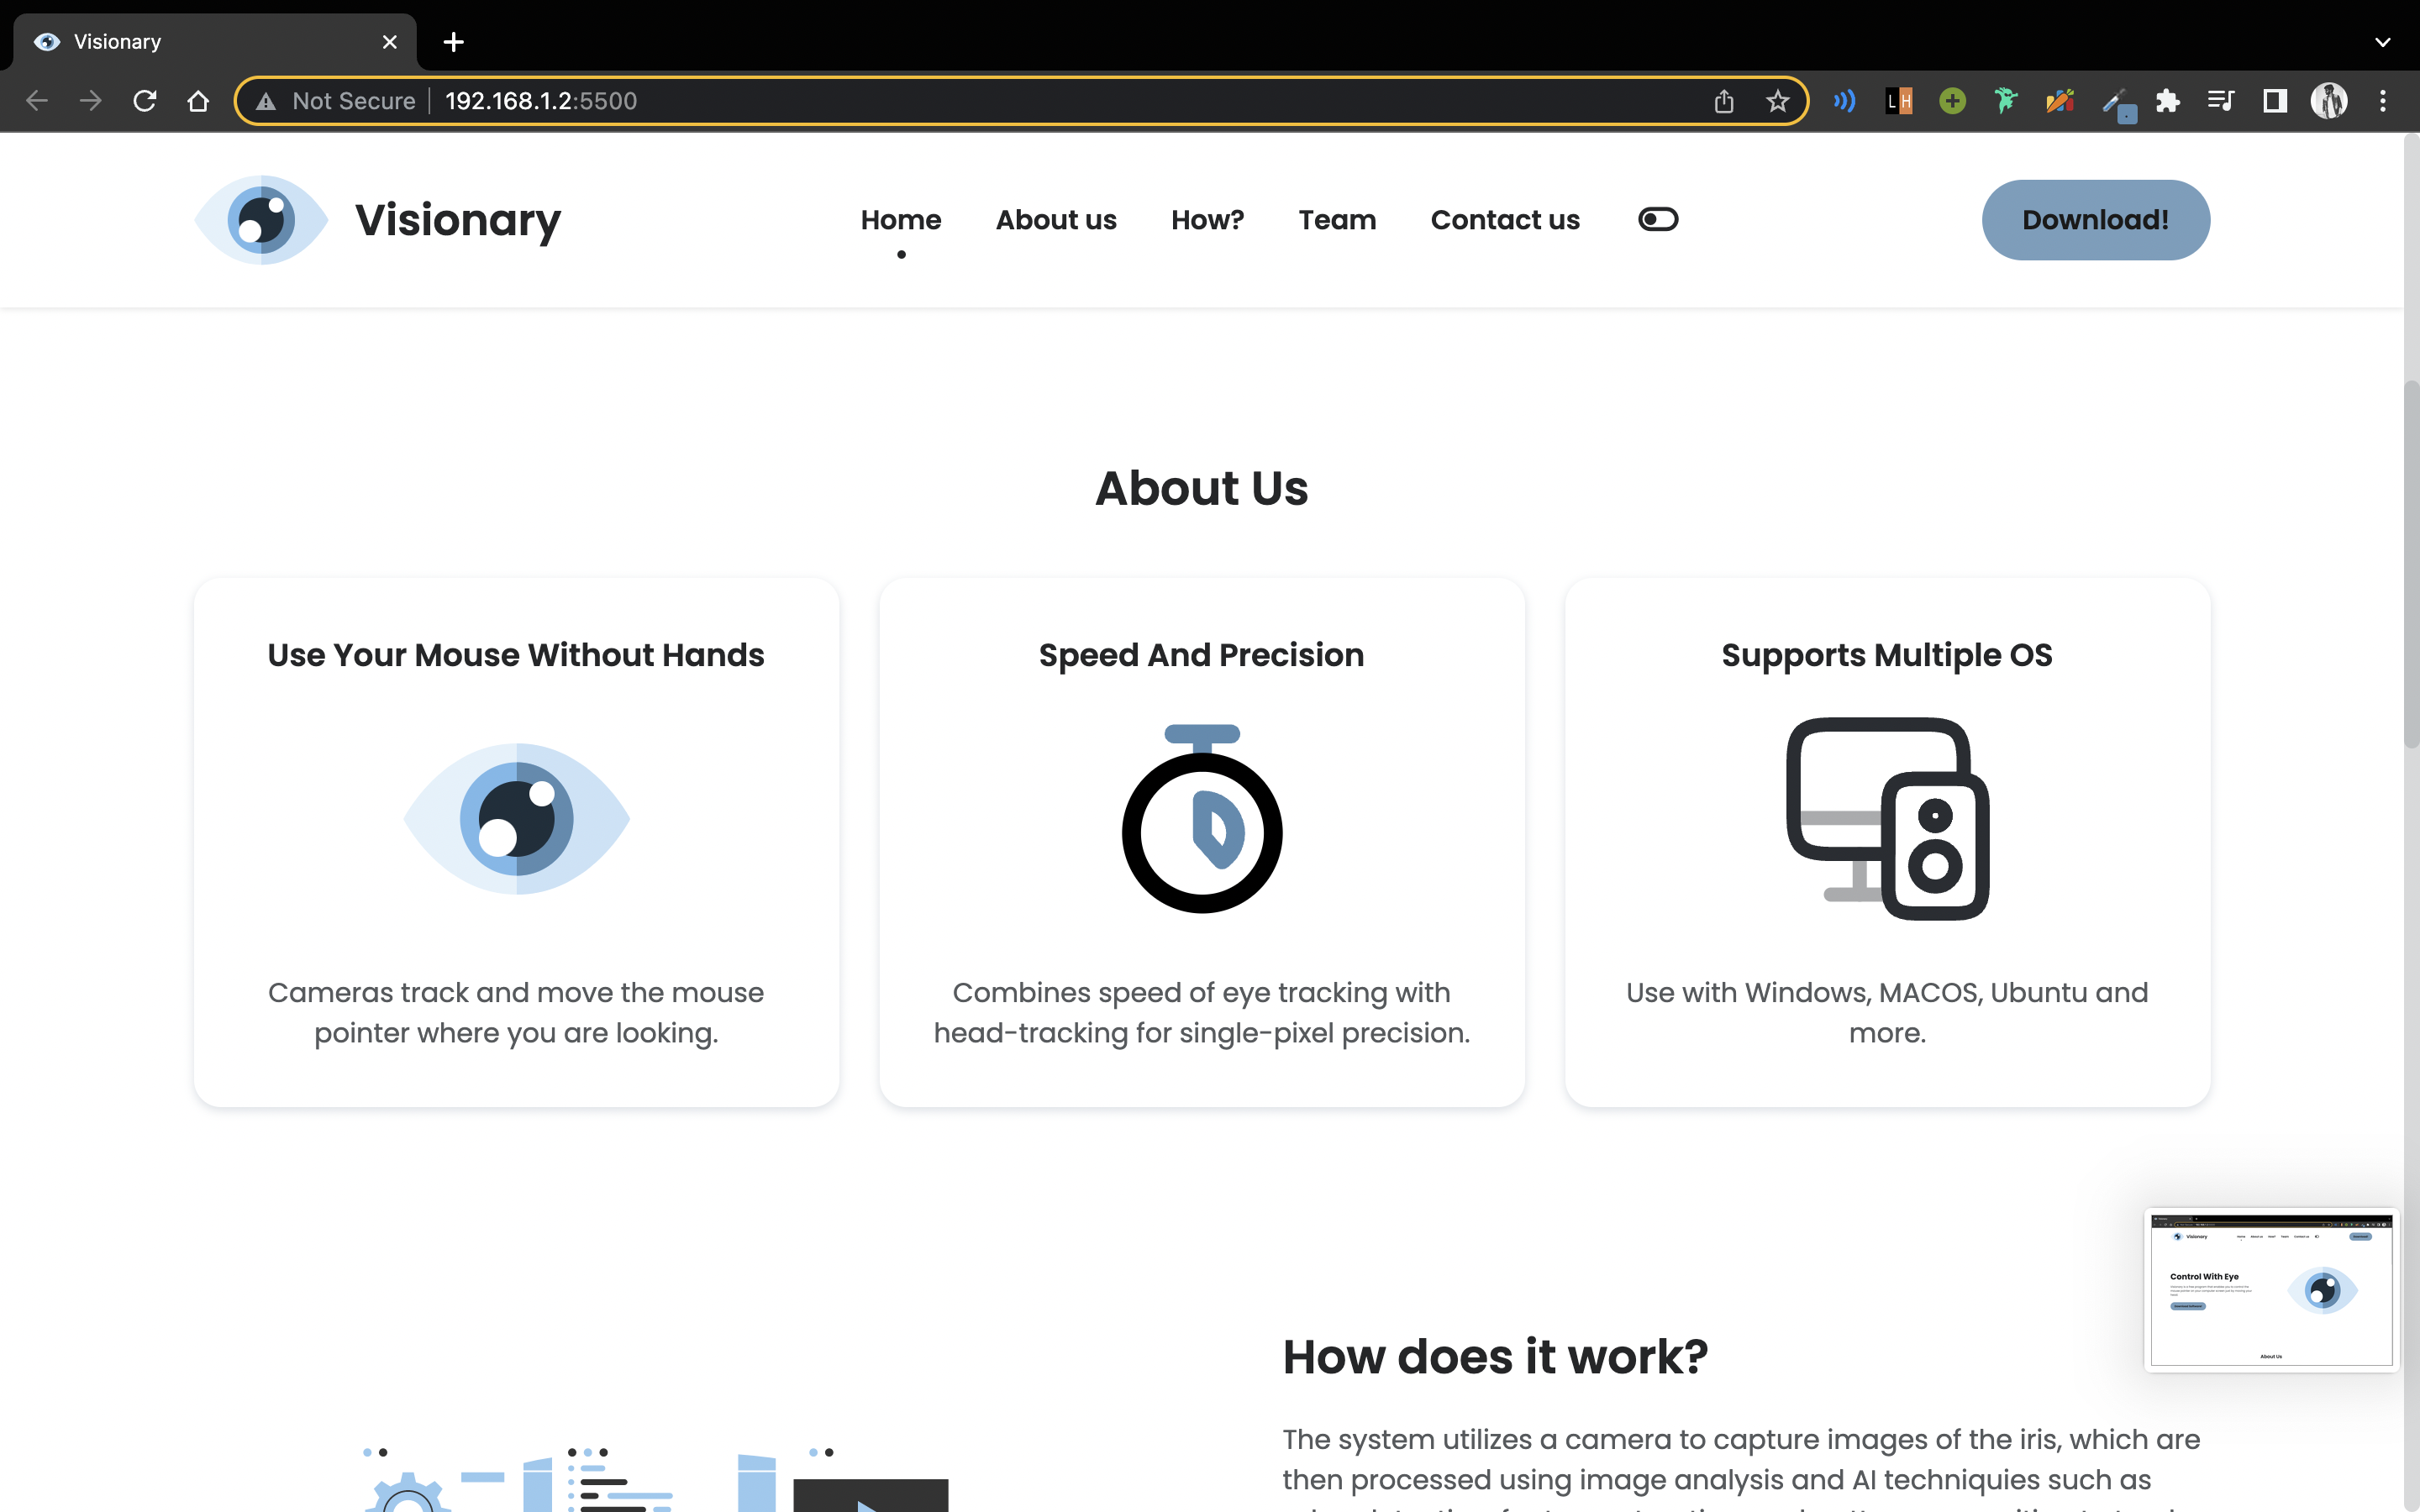 Visionary
Not Secure 192.168.1.2:5500
LH
Visionary
Home
About us
How?
Team
Contact us
Download!
About Us
Use Your Mouse Without Hands
Cameras track and move the mouse
pointer where you are looking.
Speed And Precision
Combines speed of eye tracking with
head-tracking for single-pixel precision.
Supports Multiple OS
Use with Windows, MACOS, Ubuntu and
more.
Visionary
Control With Eye
About Us
How does it work?
The system utilizes a camera to capture images of the iris, which are
then processed using image analysis and AI techniquies such as